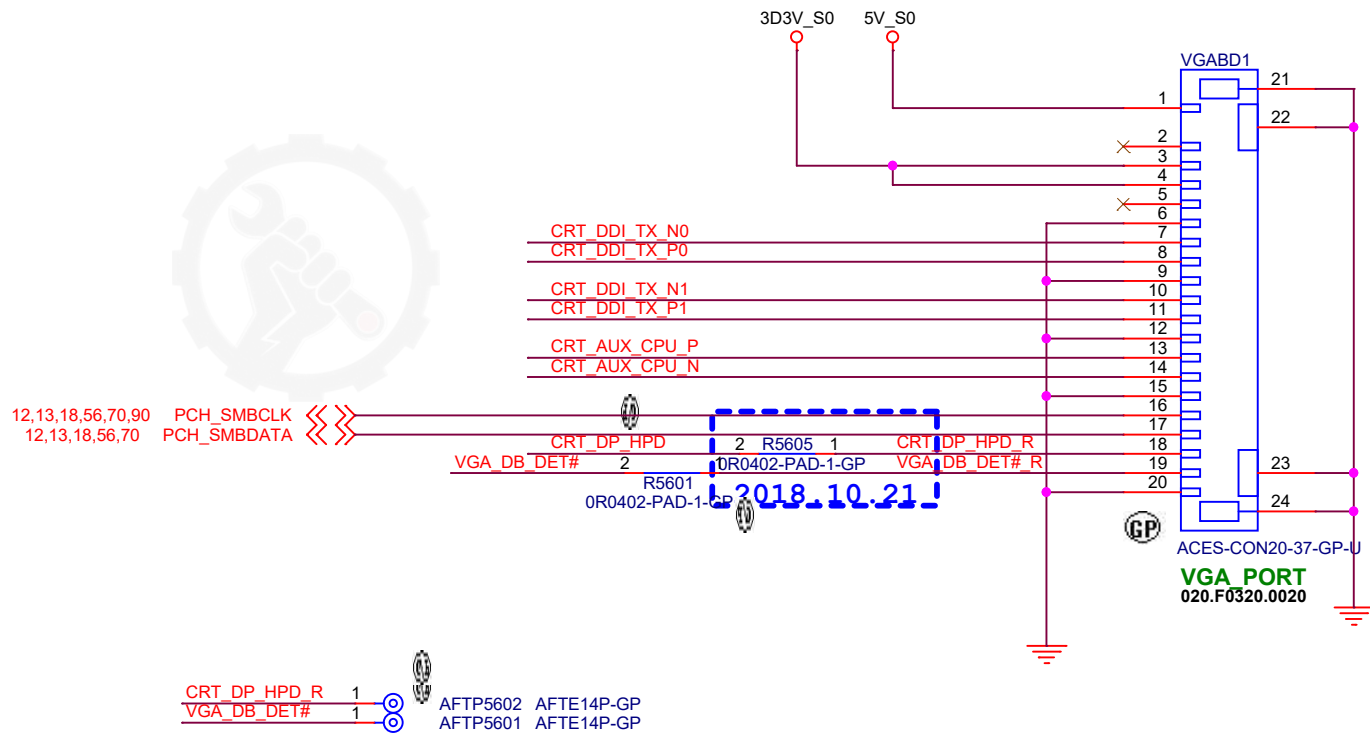 3D3V_S0 5V_S0
VGABD1
1 21
22
2
3
4
5
6
CRT_DDI_TX_N0 7
CRT_DDI_TX_P0 8
9
CRT_DDI_TX_N1 10
CRT_DDI_TX_P1 11
12
CRT_AUX_CPU_P 13
CRT_AUX_CPU_N 14
15
12,13,18,56,70,90 PCH_SMBCLK 16
12,13,18,56,70 PCH_SMBDATA 17
CRT_DP_HPD 2 R5605 1 CRT_DP_HPD_R 18
VGA_DB_DET# 2 1 0R0402-PAD-1-GP VGA_DB_DET#_R 19 23
R5601 20
0R0402-PAD-1-GP 2018.10.21 24
GP
ACES-CON20-37-GP-U
VGA_PORT
020.F0320.0020
CRT_DP_HPD_R 1 AFTP5602 AFTE14P-GP
VGA_DB_DET# 1 AFTP5601 AFTE14P-GP